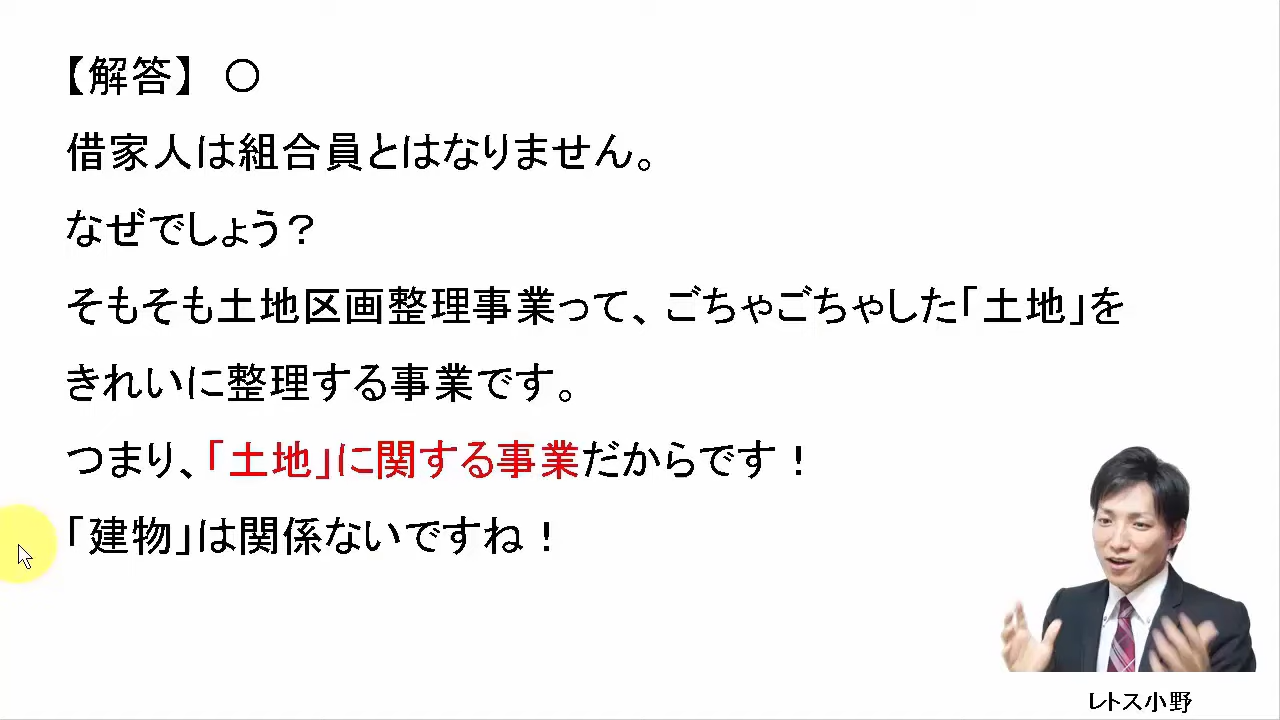 【解答】 ○
借家人は組合員とはなりません。
なぜでしょう？
そもそも土地区画整理事業って、ごちゃごちゃした「土地」を
きれいに整理する事業です。
つまり、「土地」に関する事業だからです！
「建物」は関係ないですね！
レトス小野